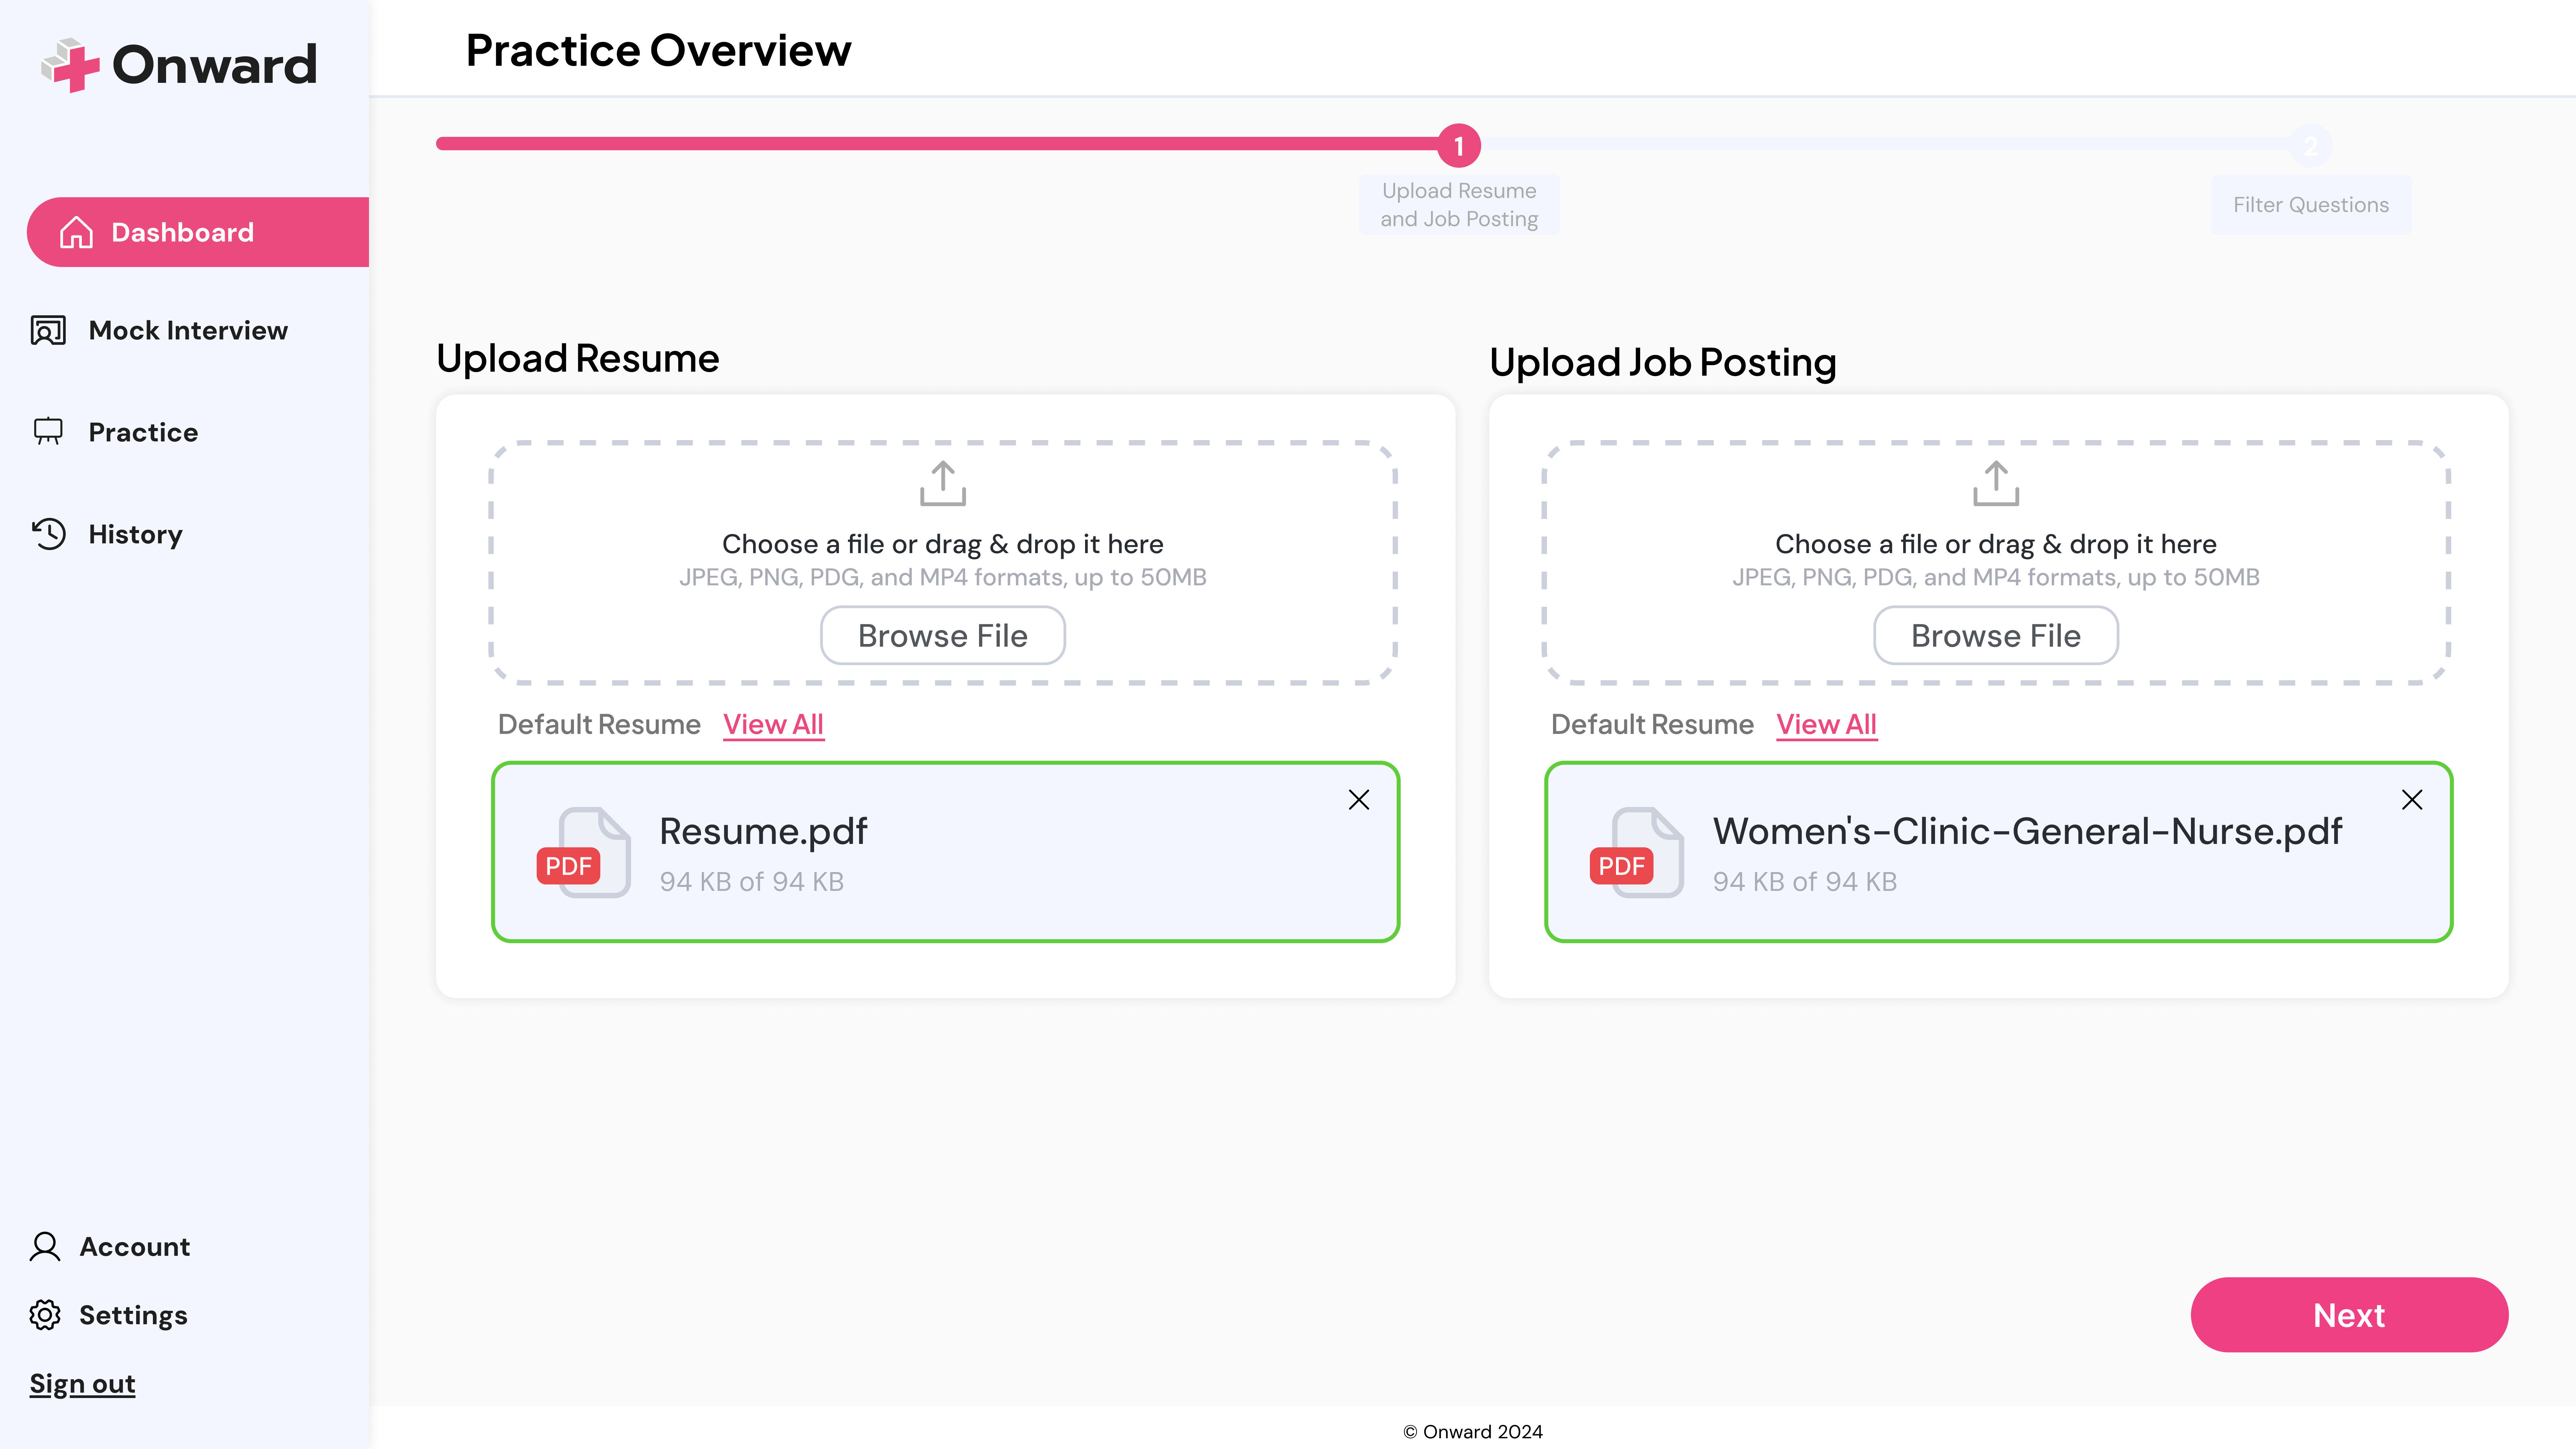 Onward
Practice Overview
1
2
Upload Resume
and Job Posting
Filter Questions
Dashboard
Mock Interview
Practice
History
Upload Resume
Choose a file or drag & drop it here
JPEG, PNG, PDG, and MP4 formats, up to 50MB
Browse File
Default Resume View All
PDF
Resume.pdf
94 KB of 94 KB
Upload Job Posting
Choose a file or drag & drop it here
JPEG, PNG, PDG, and MP4 formats, up to 50MB
Browse File
Default Resume View All
PDF
Women's-Clinic-General-Nurse.pdf
94 KB of 94 KB
Account
Settings
Sign out
Next
© Onward 2024